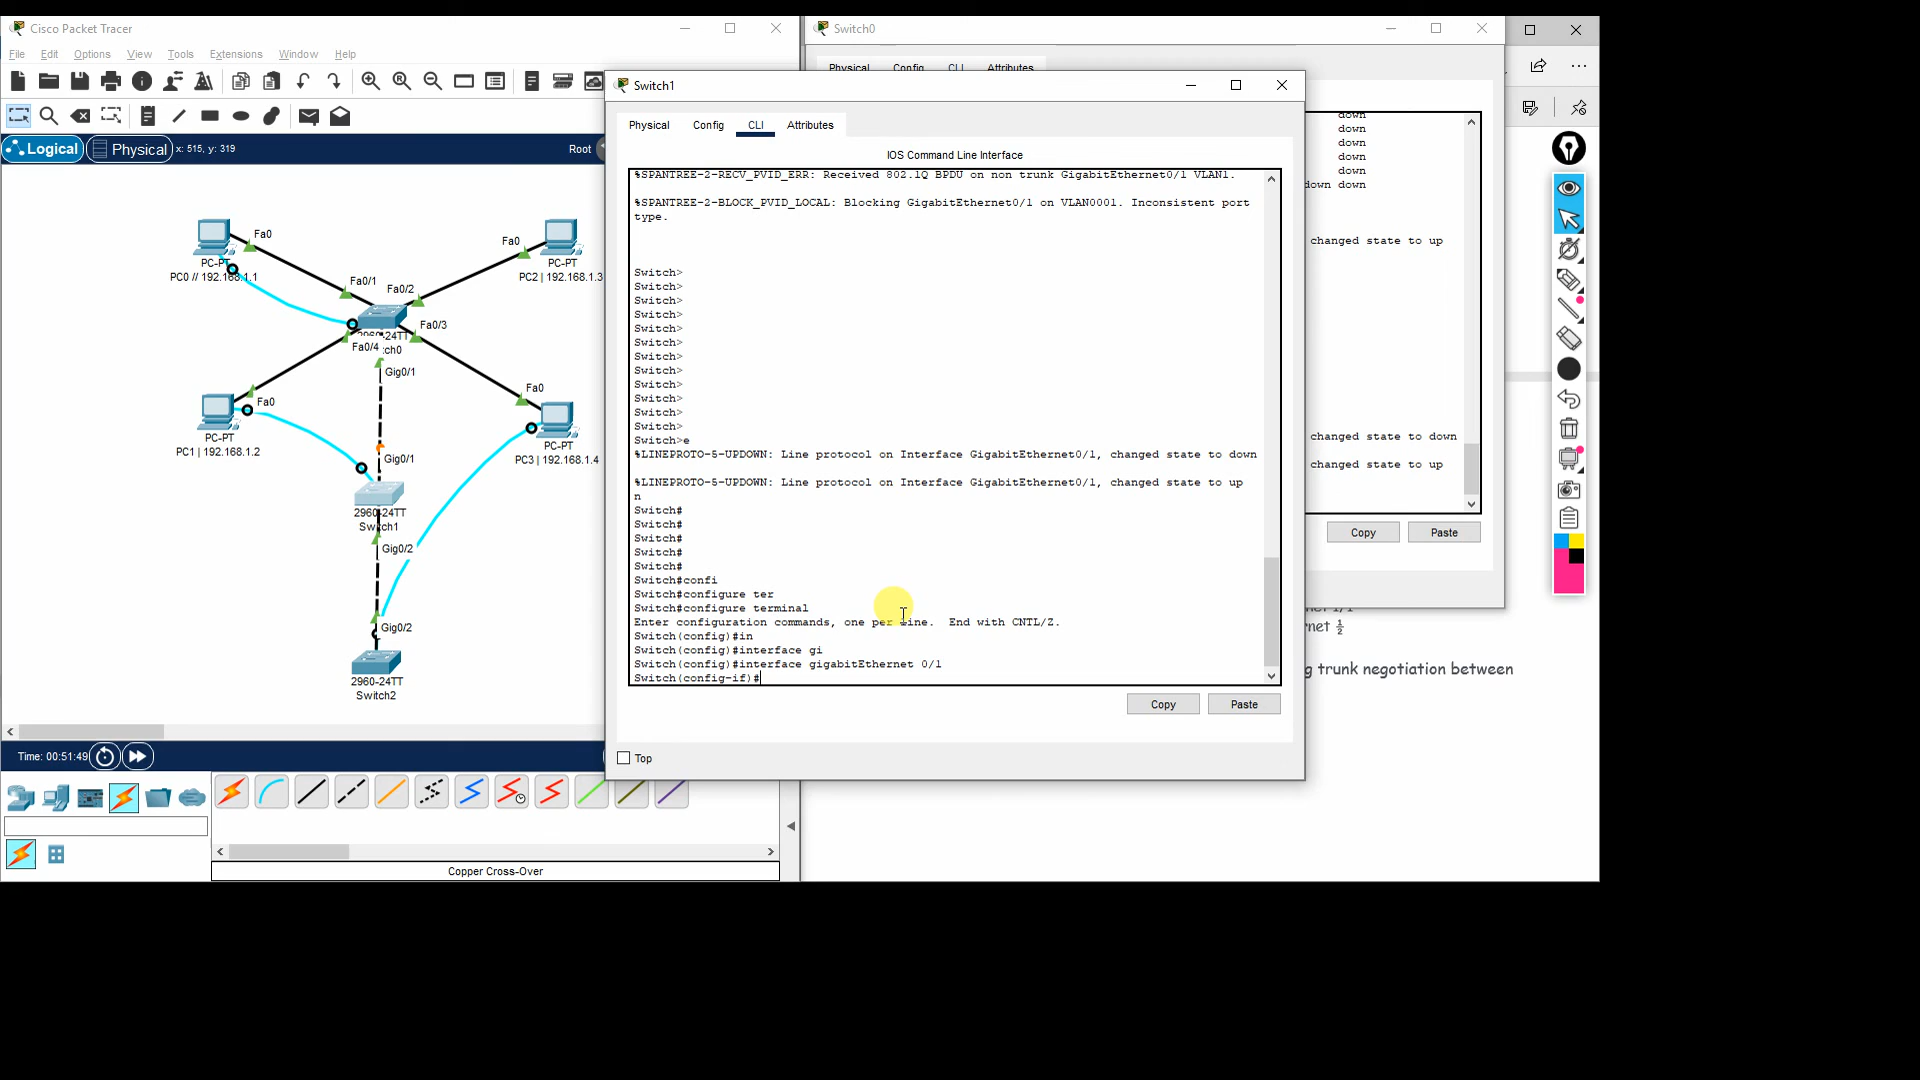 Cisco Packet Tracer
File Edit Options View Tools Extensions Window Help
Logical
Physical
x: 515, y: 319
Root
Fa0
Fa0
PC-PT
PC0 // 192.168.1.1
PC-PT
PC2 | 192.168.1.3
Fa0/1
Fa0/2
Fa0/3
Fa0/4
Gig0/1
Fa0
PC-PT
PC1 | 192.168.1.2
Fa0
PC-PT
PC3 | 192.168.1.4
Gig0/1
2960-24TT
Switch1
Gig0/2
Gig0/2
2960-24TT
Switch2
Time: 00:51:49
Copper Cross-Over
Switch0
Physical Config CLI Attributes
down
down
down
down
down
down down
changed state to up
changed state to down
changed state to up
Copy
Paste
g trunk negotiation between
Switch1
Physical Config CLI Attributes
IOS Command Line Interface
%SPANTREE-2-RECV_PVID_ERR: Received 802.1Q BPDU on non trunk GigabitEthernet0/1 VLAN1.
%SPANTREE-2-BLOCK_PVID_LOCAL: Blocking GigabitEthernet0/1 on VLAN0001. Inconsistent port
type.
Switch>
Switch>
Switch>
Switch>
Switch>
Switch>
Switch>
Switch>
Switch>
Switch>
Switch>
Switch>
Switch>e
%LINEPROTO-5-UPDOWN: Line protocol on Interface GigabitEthernet0/1, changed state to down
%LINEPROTO-5-UPDOWN: Line protocol on Interface GigabitEthernet0/1, changed state to up
n
Switch#
Switch#
Switch#
Switch#
Switch#
Switch#confi
Switch#configure ter
Switch#configure terminal
Enter configuration commands, one per line. End with CNTL/Z.
Switch(config)#in
Switch(config)#interface gi
Switch(config)#interface gigabitEthernet 0/1
Switch(config-if)#
Copy
Paste
Top